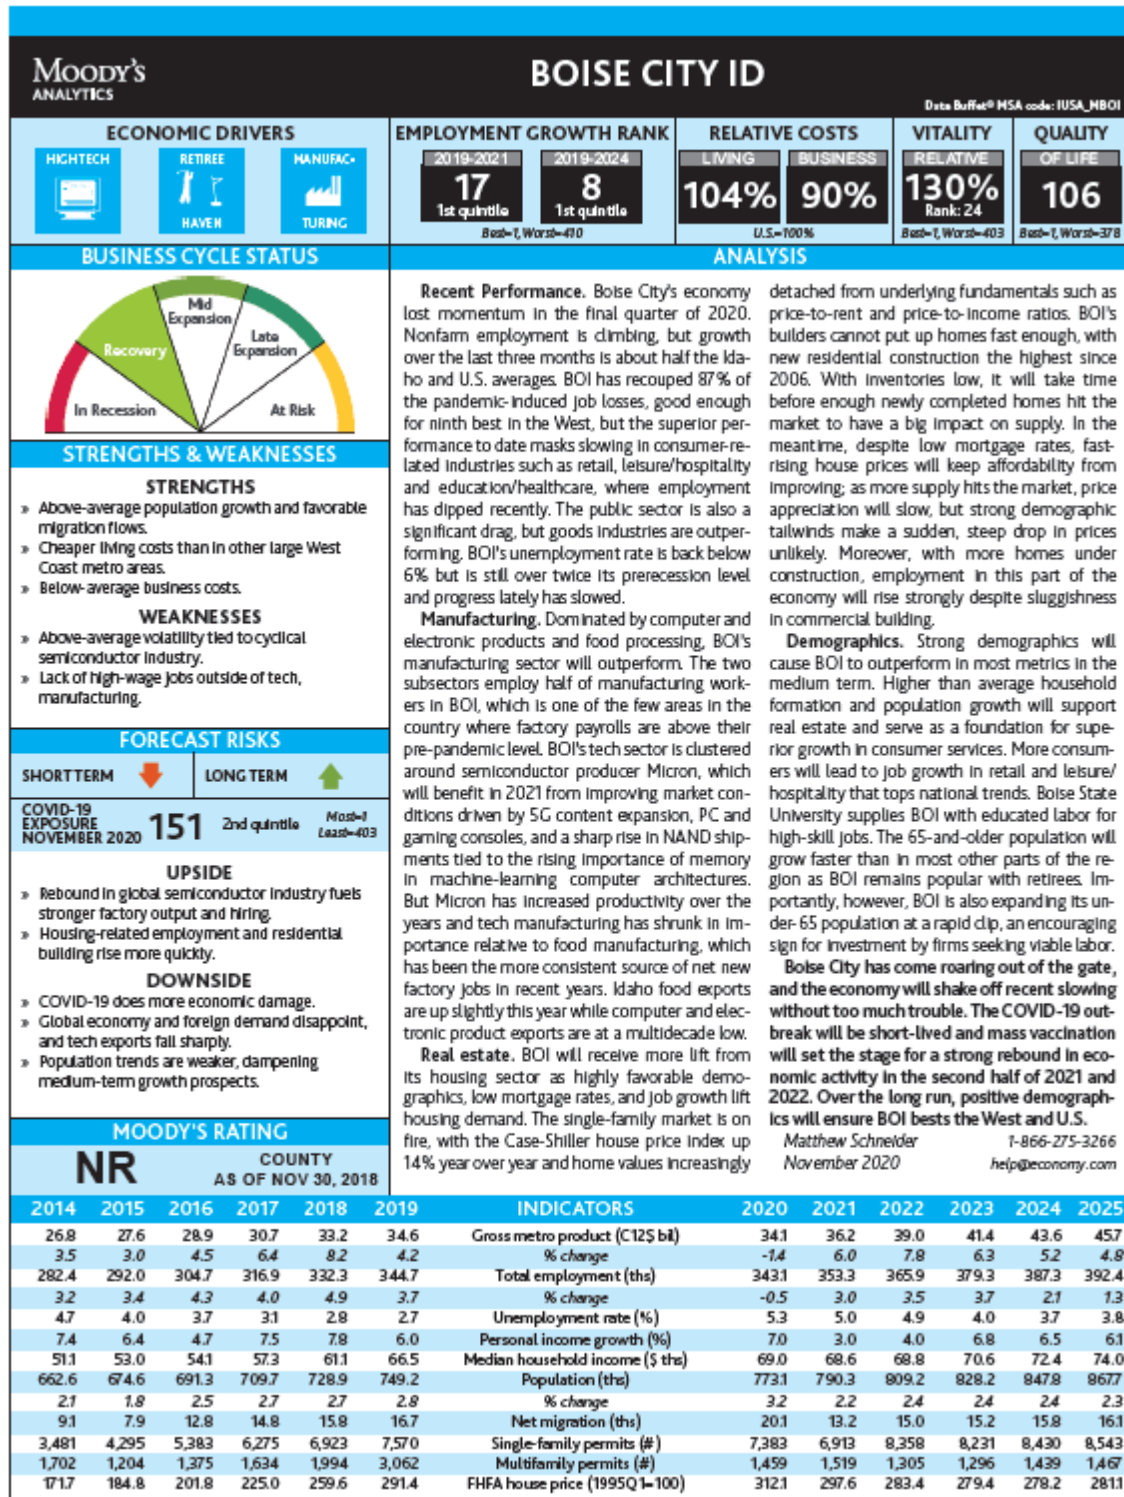 MOODY'S
ANALYTICS
BOISE CITY ID
Data Buffet® MSA code: IUSA_MBOI
ECONOMIC DRIVERS
HIGHTECH
RETIREE
HAVEN
MANUFAC-
TURING
EMPLOYMENT GROWTH RANK
2019-2021
17
1st quintile
2019-2024
8
1st quintile
Best=1, Worst=410
RELATIVE COSTS
LIVING
104%
BUSINESS
90%
U.S.=100%
VITALITY
RELATIVE
130%
Rank: 24
Best=1, Worst=403
QUALITY
OF LIFE
106
Best=1, Worst=378
BUSINESS CYCLE STATUS
In Recession
Recovery
Mid
Expansion
Late
Expansion
At Risk
STRENGTHS & WEAKNESSES
STRENGTHS
» Above-average population growth and favorable
migration flows.
» Cheaper living costs than in other large West
Coast metro areas.
» Below-average business costs.
WEAKNESSES
» Above-average volatility tied to cyclical
semiconductor industry.
» Lack of high-wage jobs outside of tech,
manufacturing.
FORECAST RISKS
SHORT TERM
LONG TERM
COVID-19
EXPOSURE
NOVEMBER 2020
151
2nd quintile
Most=1
Least=403
UPSIDE
» Rebound in global semiconductor industry fuels
stronger factory output and hiring.
» Housing-related employment and residential
building rise more quickly.
DOWNSIDE
» COVID-19 does more economic damage.
» Global economy and foreign demand disappoint,
and tech exports fall sharply.
» Population trends are weaker, dampening
medium-term growth prospects.
MOODY'S RATING
NR
COUNTY
AS OF NOV 30, 2018
ANALYSIS
Recent Performance. Boise City's economy
lost momentum in the final quarter of 2020.
Nonfarm employment is climbing, but growth
over the last three months is about half the Ida-
ho and U.S. averages. BOI has recouped 87% of
the pandemic-induced job losses, good enough
for ninth best in the West, but the superior per-
formance to date masks slowing in consumer-re-
lated industries such as retail, leisure/hospitality
and education/healthcare, where employment
has dipped recently. The public sector is also a
significant drag, but goods industries are outper-
forming. BOI's unemployment rate is back below
6% but is still over twice its prerecession level
and progress lately has slowed.
Manufacturing. Dominated by computer and
electronic products and food processing, BOI's
manufacturing sector will outperform. The two
subsectors employ half of manufacturing work-
ers in BOI, which is one of the few areas in the
country where factory payrolls are above their
pre-pandemic level. BOI's tech sector is clustered
around semiconductor producer Micron, which
will benefit in 2021 from improving market con-
ditions driven by 5G content expansion, PC and
gaming consoles, and a sharp rise in NAND ship-
ments tied to the rising importance of memory
in machine-learning computer architectures.
But Micron has increased productivity over the
years and tech manufacturing has shrunk in im-
portance relative to food manufacturing, which
has been the more consistent source of net new
factory jobs in recent years. Idaho food exports
are up slightly this year while computer and elec-
tronic product exports are at a multidecade low.
Real estate. BOI will receive more lift from
its housing sector as highly favorable demo-
graphics, low mortgage rates, and job growth lift
housing demand. The single-family market is on
fire, with the Case-Shiller house price index up
14% year over year and home values increasingly
detached from underlying fundamentals such as
price-to-rent and price-to-income ratios. BOI's
builders cannot put up homes fast enough, with
new residential construction the highest since
2006. With inventories low, it will take time
before enough newly completed homes hit the
market to have a big impact on supply. In the
meantime, despite low mortgage rates, fast-
rising house prices will keep affordability from
improving; as more supply hits the market, price
appreciation will slow, but strong demographic
tailwinds make a sudden, steep drop in prices
unlikely. Moreover, with more homes under
construction, employment in this part of the
economy will rise strongly despite sluggishness
in commercial building.
Demographics. Strong demographics will
cause BOI to outperform in most metrics in the
medium term. Higher than average household
formation and population growth will support
real estate and serve as a foundation for supe-
rior growth in consumer services. More consum-
ers will lead to job growth in retail and leisure/
hospitality that tops national trends. Boise State
University supplies BOI with educated labor for
high-skill jobs. The 65-and-older population will
grow faster than in most other parts of the re-
gion as BOI remains popular with retirees. Im-
portantly, however, BOI is also expanding its un-
der-65 population at a rapid clip, an encouraging
sign for investment by firms seeking viable labor.
Boise City has come roaring out of the gate,
and the economy will shake off recent slowing
without too much trouble. The COVID-19 out-
break will be short-lived and mass vaccination
will set the stage for a strong rebound in eco-
nomic activity in the second half of 2021 and
2022. Over the long run, positive demograph-
ics will ensure BOI bests the West and U.S.
Matthew Schneider 1-866-275-3266
November 2020 help@economy.com
2014 2015 2016 2017 2018 2019 INDICATORS 2020 2021 2022 2023 2024 2025
26.8 27.6 28.9 30.7 33.2 34.6 Gross metro product (C12$ bil) 34.1 36.2 39.0 41.4 43.6 45.7
3.5 3.0 4.5 6.4 8.2 4.2 % change -1.4 6.0 7.8 6.3 5.2 4.8
282.4 292.0 304.7 316.9 332.3 344.7 Total employment (ths) 343.1 353.3 365.9 379.3 387.3 392.4
3.2 3.4 4.3 4.0 4.9 3.7 % change -0.5 3.0 3.5 3.7 2.1 1.3
4.7 4.0 3.7 3.1 2.8 2.7 Unemployment rate (%) 5.3 5.0 4.9 4.0 3.7 3.8
7.4 6.4 4.7 7.5 7.8 6.0 Personal income growth (%) 7.0 3.0 4.0 6.8 6.5 6.1
51.1 53.0 54.1 57.3 61.1 66.5 Median household income ($ ths) 69.0 68.6 68.8 70.6 72.4 74.0
662.6 674.6 691.3 709.7 728.9 749.2 Population (ths) 773.1 790.3 809.2 828.2 847.8 867.7
2.1 1.8 2.5 2.7 2.7 2.8 % change 3.2 2.2 2.4 2.4 2.4 2.3
9.1 7.9 12.8 14.8 15.8 16.7 Net migration (ths) 20.1 13.2 15.0 15.2 15.8 16.1
3,481 4,295 5,383 6,275 6,923 7,570 Single-family permits (#) 7,383 6,913 8,358 8,231 8,430 8,543
1,702 1,204 1,375 1,634 1,994 3,062 Multifamily permits (#) 1,459 1,519 1,305 1,296 1,439 1,467
171.7 184.8 201.8 225.0 259.6 291.4 FHFA house price (1995Q1=100) 312.1 297.6 283.4 279.4 278.2 281.1